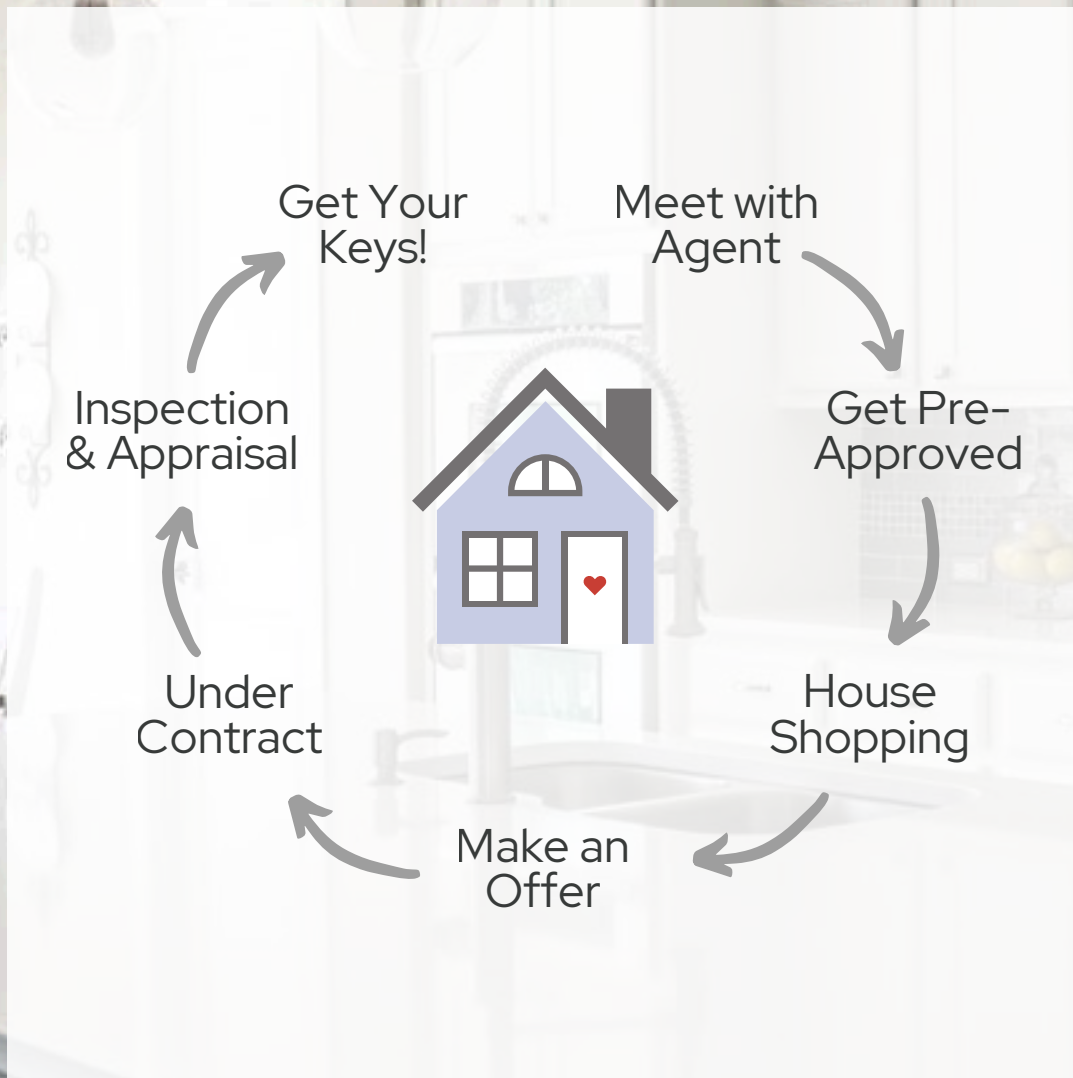 Get Your
Keys!
Meet with
Agent
Get Pre-
Approved
House
Shopping
Make an
Offer
Under
Contract
Inspection
& Appraisal